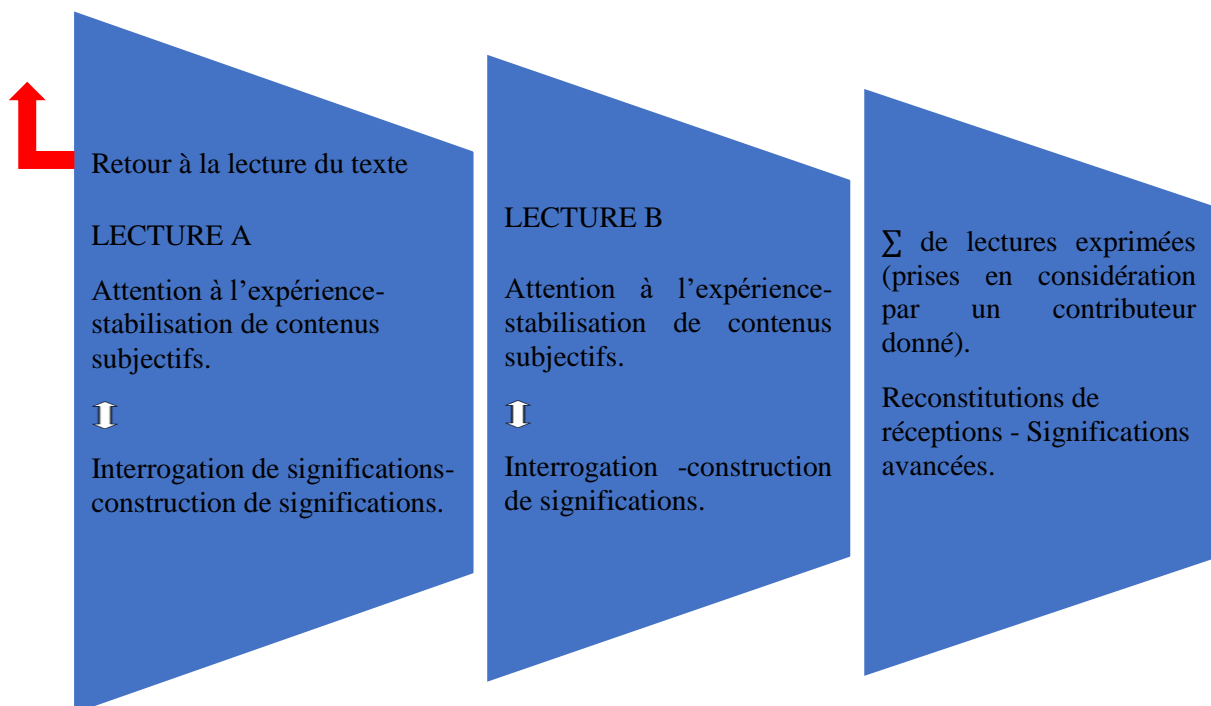 Retour à la lecture du texte
LECTURE A
Attention à l’expérience-
stabilisation de contenus
subjectifs.
Interrogation de significations-
construction de significations.
LECTURE B
Attention à l’expérience-
stabilisation de contenus
subjectifs.
Interrogation -construction
de significations.
∑ de lectures exprimées
(prises en considération
par un contributeur
donné).
Reconstitutions de
réceptions - Significations
avancées.